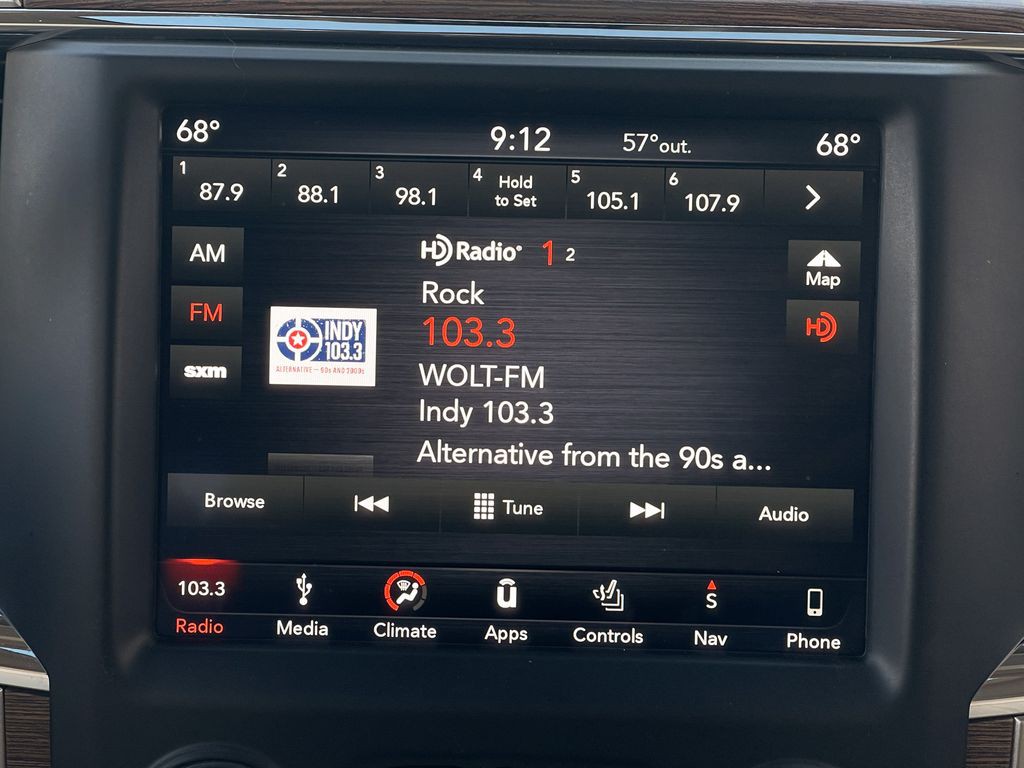 68° 9:12 57°out. 68°
1 87.9 2 88.1 3 98.1 4 Hold to Set 5 105.1 6 107.9
AM HD Radio 1 2 Map
Rock
FM 103.3 HD
INDY
103.3
ALTERNATIVE — 90s AND 2000s
sxm WOLT-FM
Indy 103.3
Alternative from the 90s a...
Browse Tune Audio
103.3 u S
Radio Media Climate Apps Controls Nav Phone